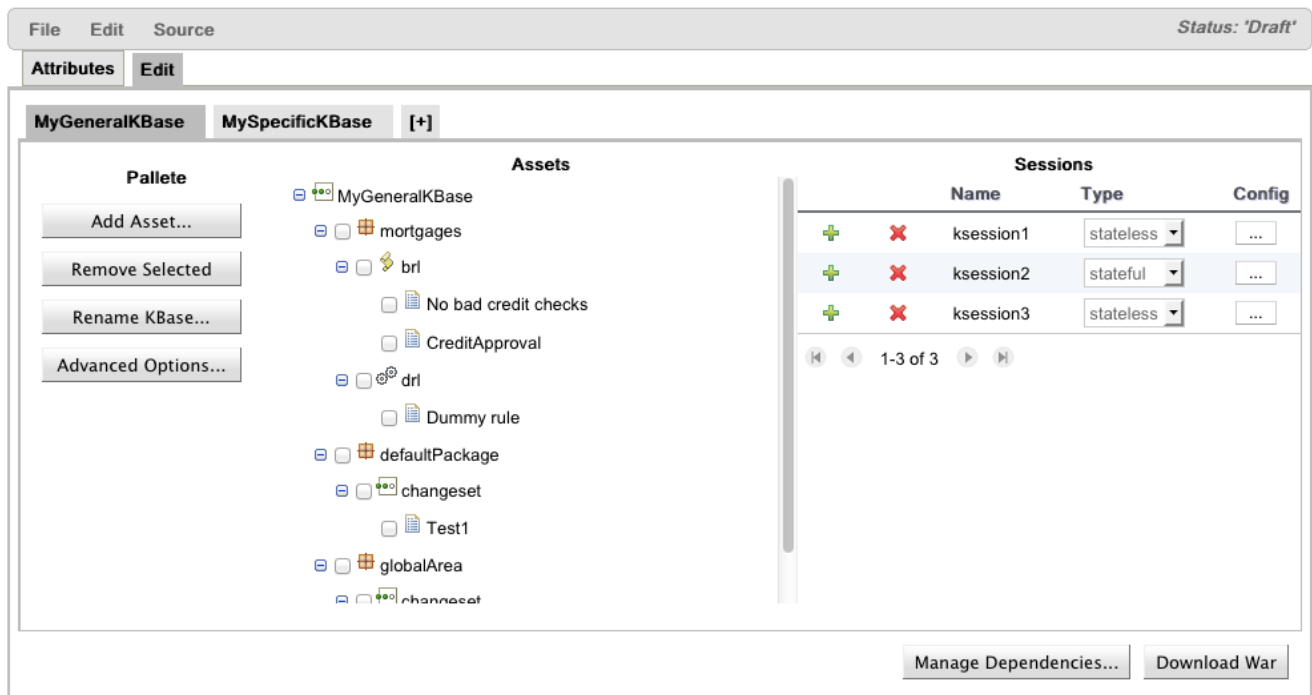 File Edit Source Status: 'Draft'
Attributes Edit
MyGeneralKBase MySpecificKBase [+]
Pallete
Add Asset...
Remove Selected
Rename KBase...
Advanced Options...
Assets
MyGeneralKBase
mortgages
brl
No bad credit checks
CreditApproval
drl
Dummy rule
defaultPackage
changeset
Test1
globalArea
changeset
Sessions
Name Type Config
ksession1 stateless ...
ksession2 stateful ...
ksession3 stateless ...
1-3 of 3
Manage Dependencies... Download War